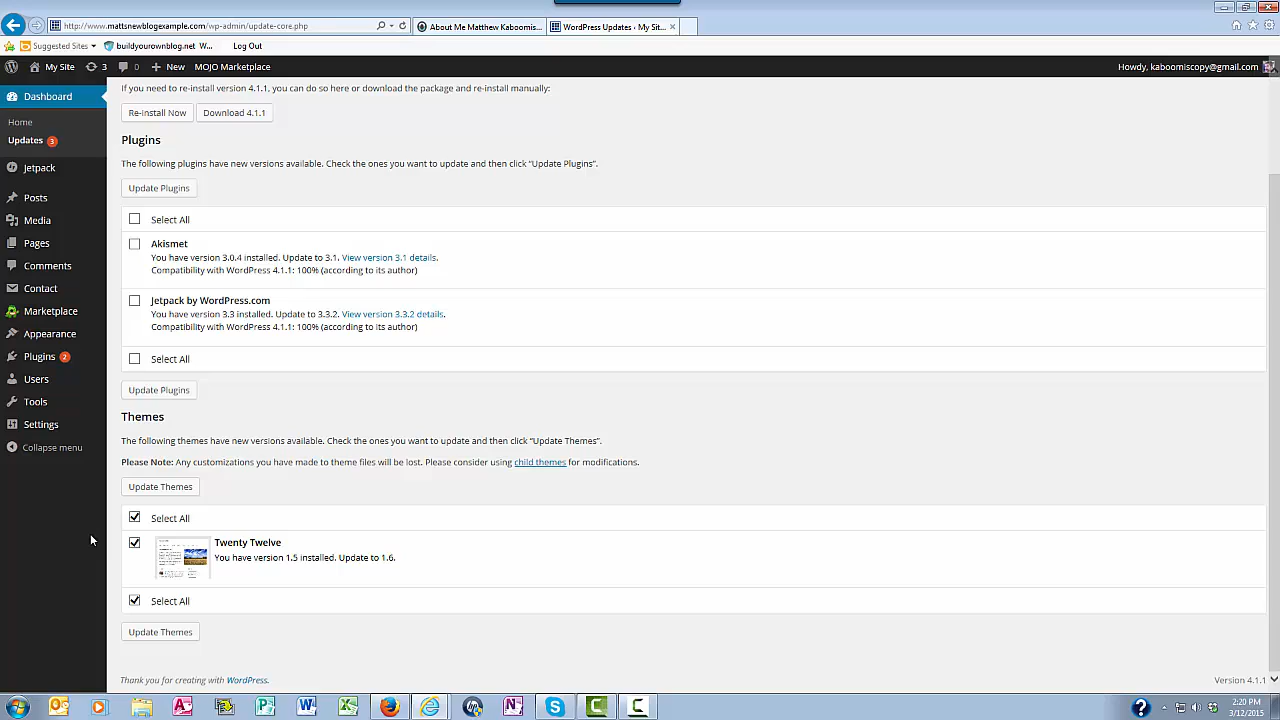 http://www.mattsnewblogexample.com/wp-admin/update-core.php
About Me Matthew Kaboomis...
WordPress Updates ‹ My Sit...
Suggested Sites
buildyourownblog.net W...
Log Out
My Site
3
0
New
MOJO Marketplace
Howdy, kaboomiscopy@gmail.com
Dashboard
Home
Updates 3
Jetpack
Posts
Media
Pages
Comments
Contact
Marketplace
Appearance
Plugins 2
Users
Tools
Settings
Collapse menu
If you need to re-install version 4.1.1, you can do so here or download the package and re-install manually:
Re-install Now
Download 4.1.1
Plugins
The following plugins have new versions available. Check the ones you want to update and then click “Update Plugins”.
Update Plugins
Select All
Akismet
You have version 3.0.4 installed. Update to 3.1. View version 3.1 details.
Compatibility with WordPress 4.1.1: 100% (according to its author)
Jetpack by WordPress.com
You have version 3.3 installed. Update to 3.3.2. View version 3.3.2 details.
Compatibility with WordPress 4.1.1: 100% (according to its author)
Select All
Update Plugins
Themes
The following themes have new versions available. Check the ones you want to update and then click “Update Themes”.
Please Note: Any customizations you have made to theme files will be lost. Please consider using child themes for modifications.
Update Themes
Select All
Twenty Twelve
You have version 1.5 installed. Update to 1.6.
Select All
Update Themes
Thank you for creating with WordPress.
Version 4.1.1
2:20 PM
3/12/2015